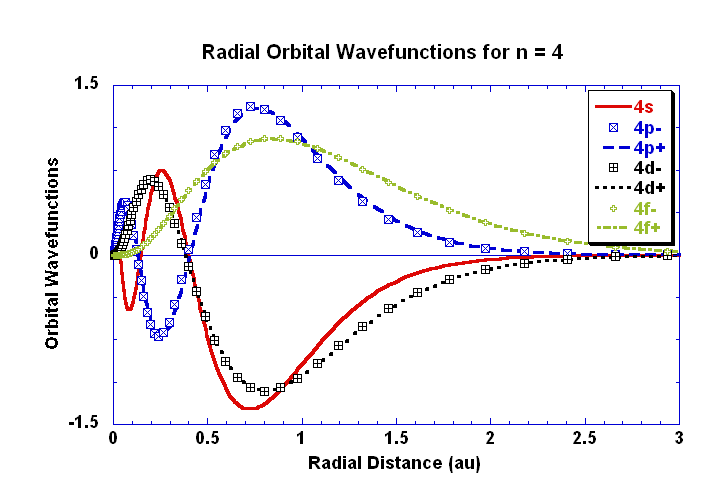 Radial Orbital Wavefunctions for n = 4
1.5
0
-1.5
Orbital Wavefunctions
4s
4p-
4p+
4d-
4d+
4f-
4f+
0 0.5 1 1.5 2 2.5 3
Radial Distance (au)